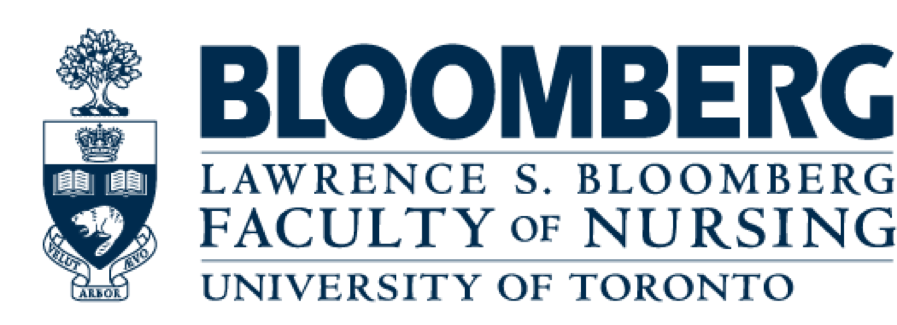 BLOOMBERG
LAWRENCE S. BLOOMBERG
FACULTY OF NURSING
UNIVERSITY OF TORONTO
VELUT ÆVO
ARBOR